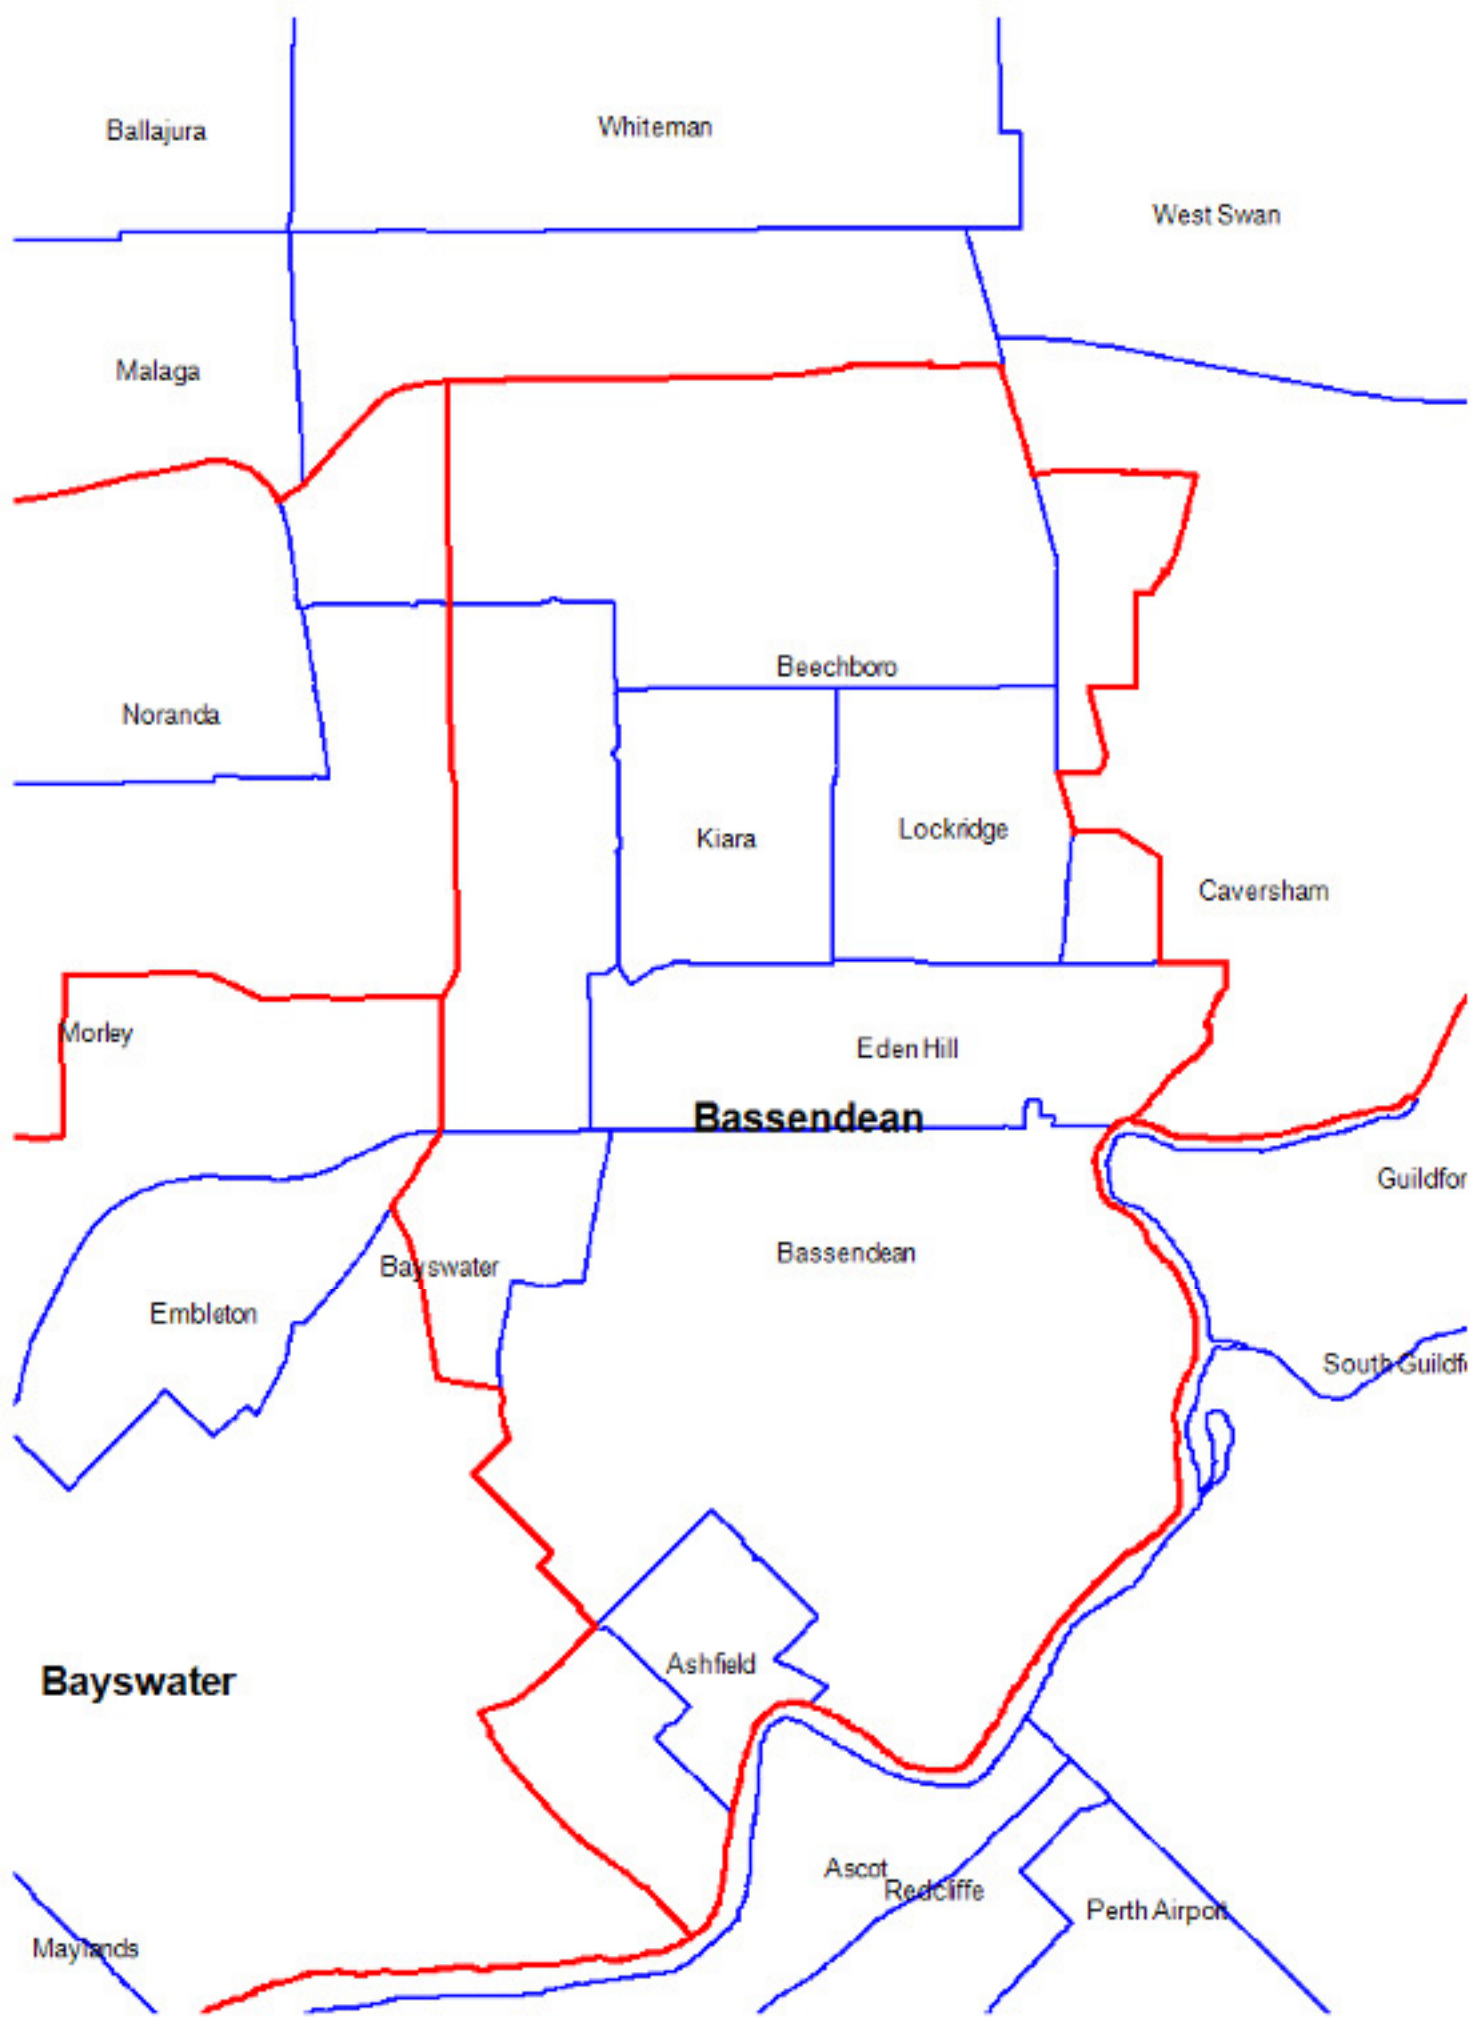 Ballajura
Whiteman
West Swan
Malaga
Beechboro
Noranda
Kiara
Lockridge
Caversham
Morley
Eden Hill
Bassendean
Guildfor
Bassendean
Bayswater
Embleton
South Guildf
Ashfield
Bayswater
Ascot
Redcliffe
Perth Airport
Maylands